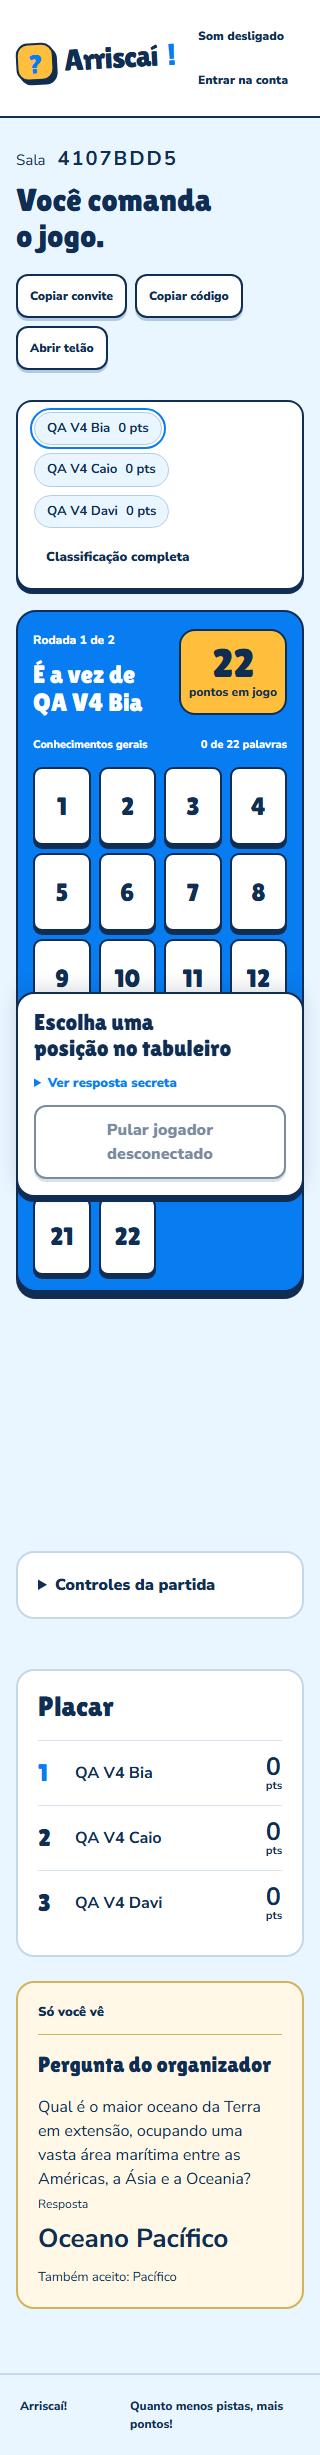 ?
Arriscaí !
Som desligado
Entrar na conta
Sala 4107BDD5
Você comanda
o jogo.
Copiar convite
Copiar código
Abrir telão
QA V4 Bia 0 pts
QA V4 Caio 0 pts
QA V4 Davi 0 pts
Classificação completa
Rodada 1 de 2
É a vez de
QA V4 Bia
22
pontos em jogo
Conhecimentos gerais
0 de 22 palavras
1 2 3 4
5 6 7 8
9 10 11 12
Escolha uma
posição no tabuleiro
Ver resposta secreta
Pular jogador
desconectado
21 22
Controles da partida
Placar
1 QA V4 Bia 0
pts
2 QA V4 Caio 0
pts
3 QA V4 Davi 0
pts
Só você vê
Pergunta do organizador
Qual é o maior oceano da Terra
em extensão, ocupando uma
vasta área marítima entre as
Américas, a Ásia e a Oceania?
Resposta
Oceano Pacífico
Também aceito: Pacífico
Arriscaí!
Quanto menos pistas, mais
pontos!